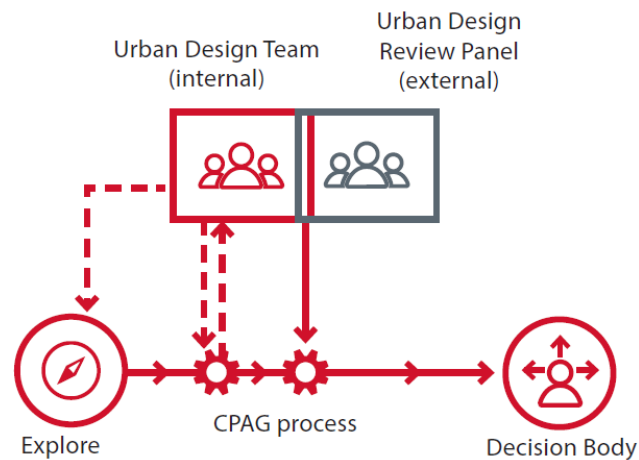 Urban Design Team
(internal)
Urban Design
Review Panel
(external)
Explore
CPAG process
Decision Body